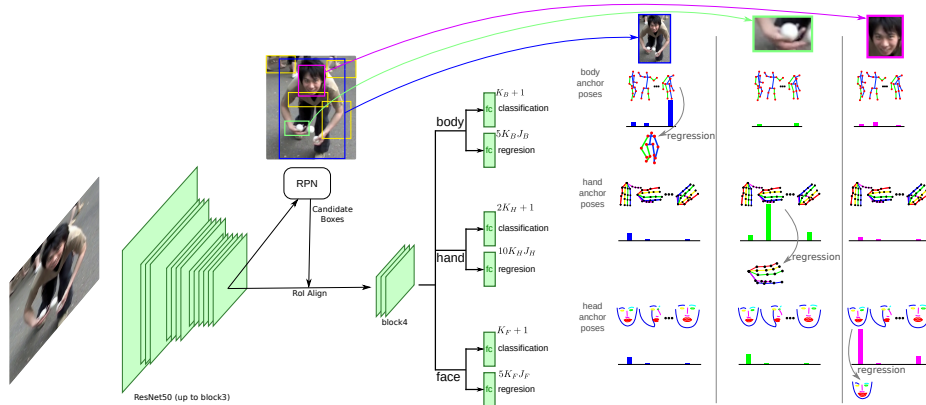 body
anchor
poses
regression
RPN
Candidate
Boxes
RoI Align
ResNet50 (up to block3)
block4
body
fc
K_B + 1
classification
fc
5K_B J_B
regresion
hand
fc
2K_H + 1
classification
fc
10K_H J_H
regresion
face
fc
K_F + 1
classification
fc
5K_F J_F
regresion
hand
anchor
poses
regression
head
anchor
poses
regression